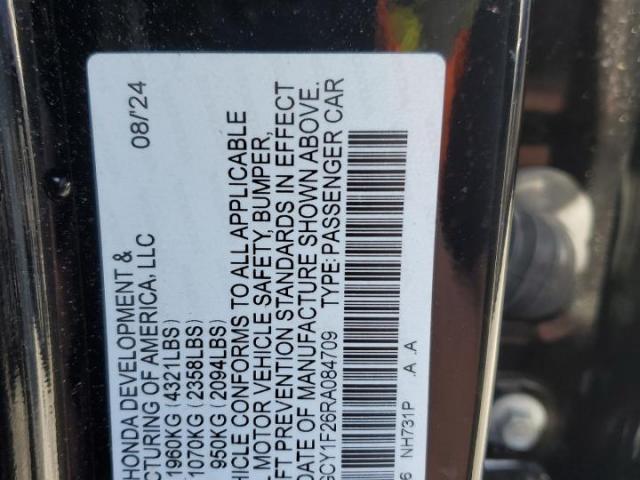 HONDA DEVELOPMENT & 08/'24
CTURING OF AMERICA, LLC
1960KG (4321LBS)
1070KG (2358LBS)
950KG (2094LBS)
HICLE CONFORMS TO ALL APPLICABLE
L MOTOR VEHICLE SAFETY, BUMPER,
FT PREVENTION STANDARDS IN EFFECT
DATE OF MANUFACTURE SHOWN ABOVE.
GCY1F26RA084709 TYPE: PASSENGER CAR
6 NH731P .A .A